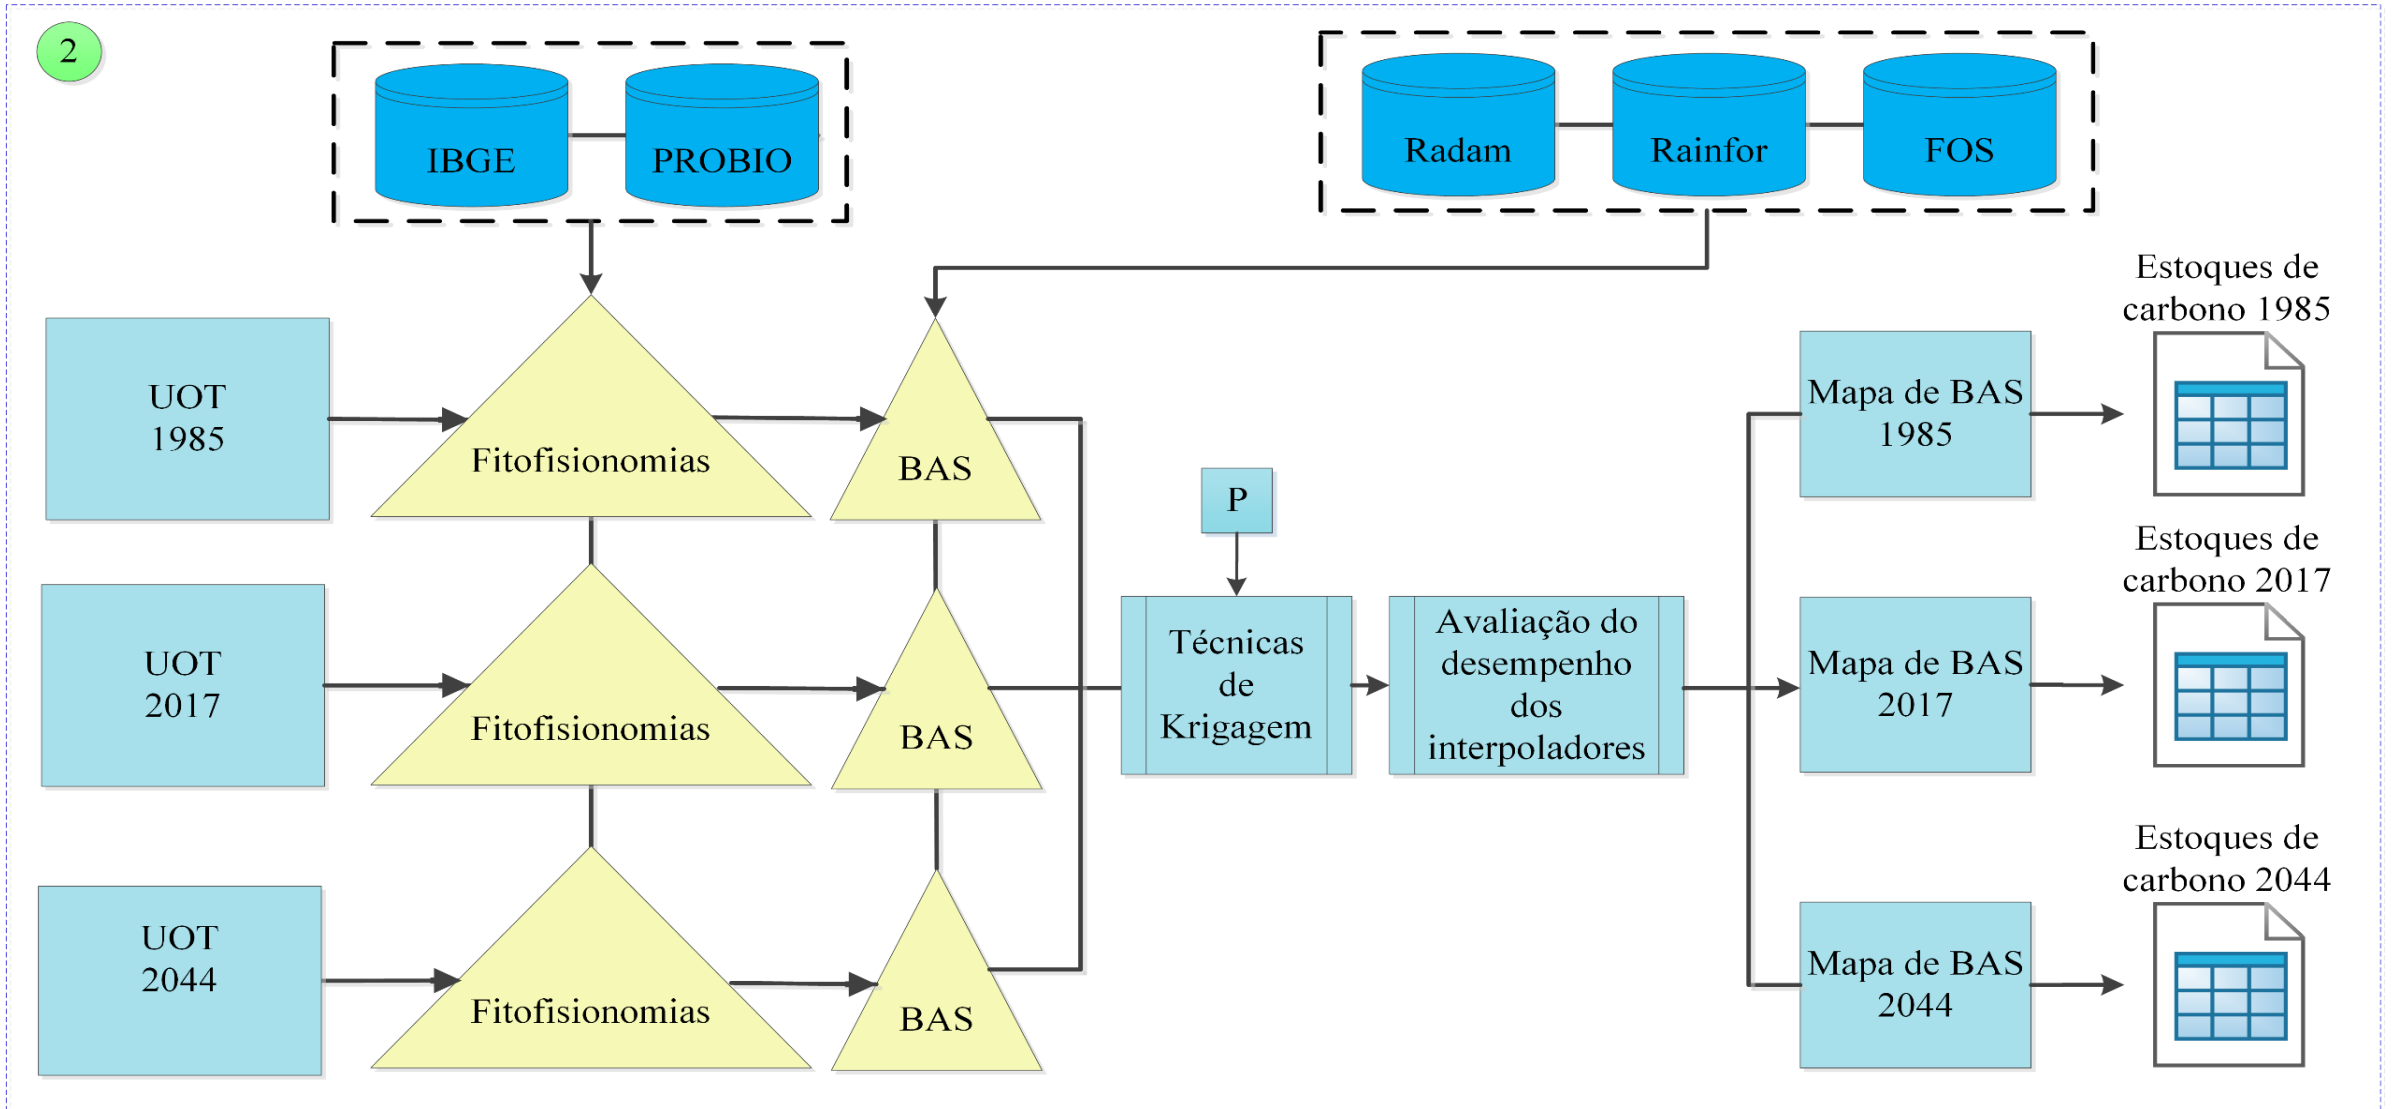 2
IBGE
PROBIO
Radam
Rainfor
FOS
UOT
1985
Fitofisionomias
BAS
UOT
2017
Fitofisionomias
BAS
UOT
2044
Fitofisionomias
BAS
P
Técnicas
de
Krigagem
Avaliação do
desempenho
dos
interpoladores
Mapa de BAS
1985
Estoques de
carbono 1985
Mapa de BAS
2017
Estoques de
carbono 2017
Mapa de BAS
2044
Estoques de
carbono 2044